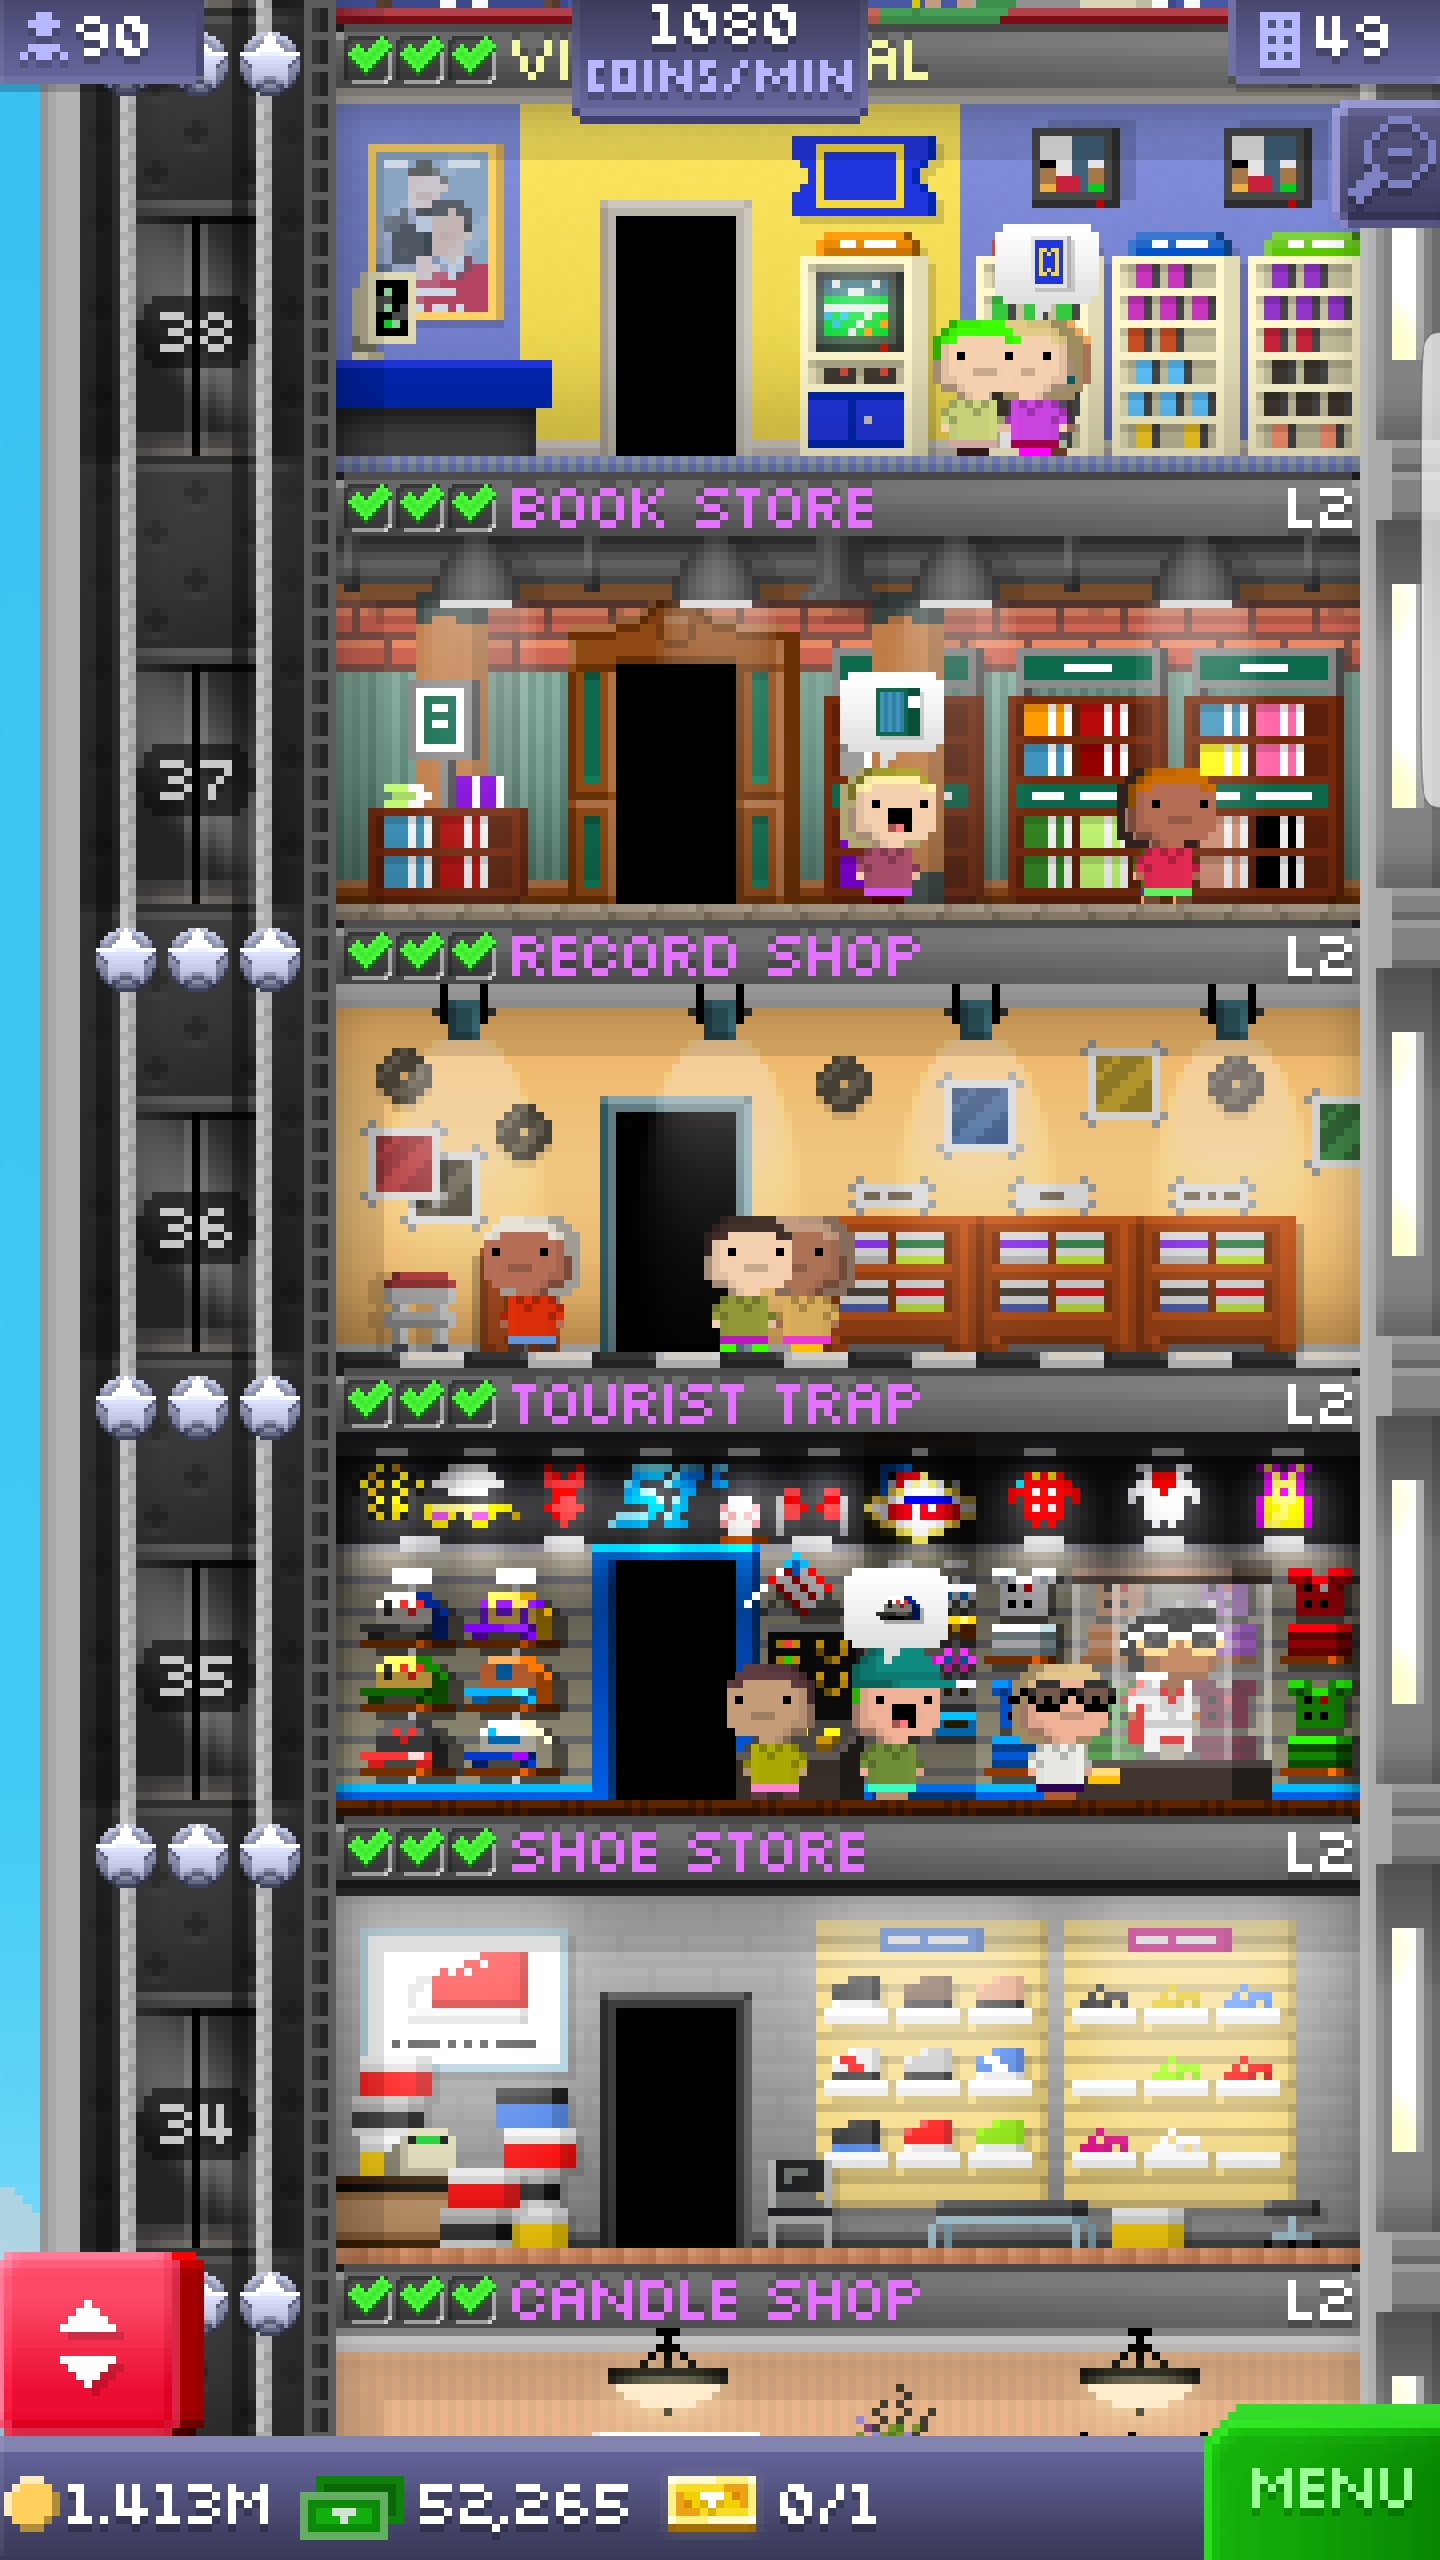 90
1080
COINS/MIN
49
VI
AL
38
BOOK STORE
L2
37
RECORD SHOP
L2
36
TOURIST TRAP
L2
35
SHOE STORE
L2
34
CANDLE SHOP
L2
1.413M
52,265
0/1
MENU